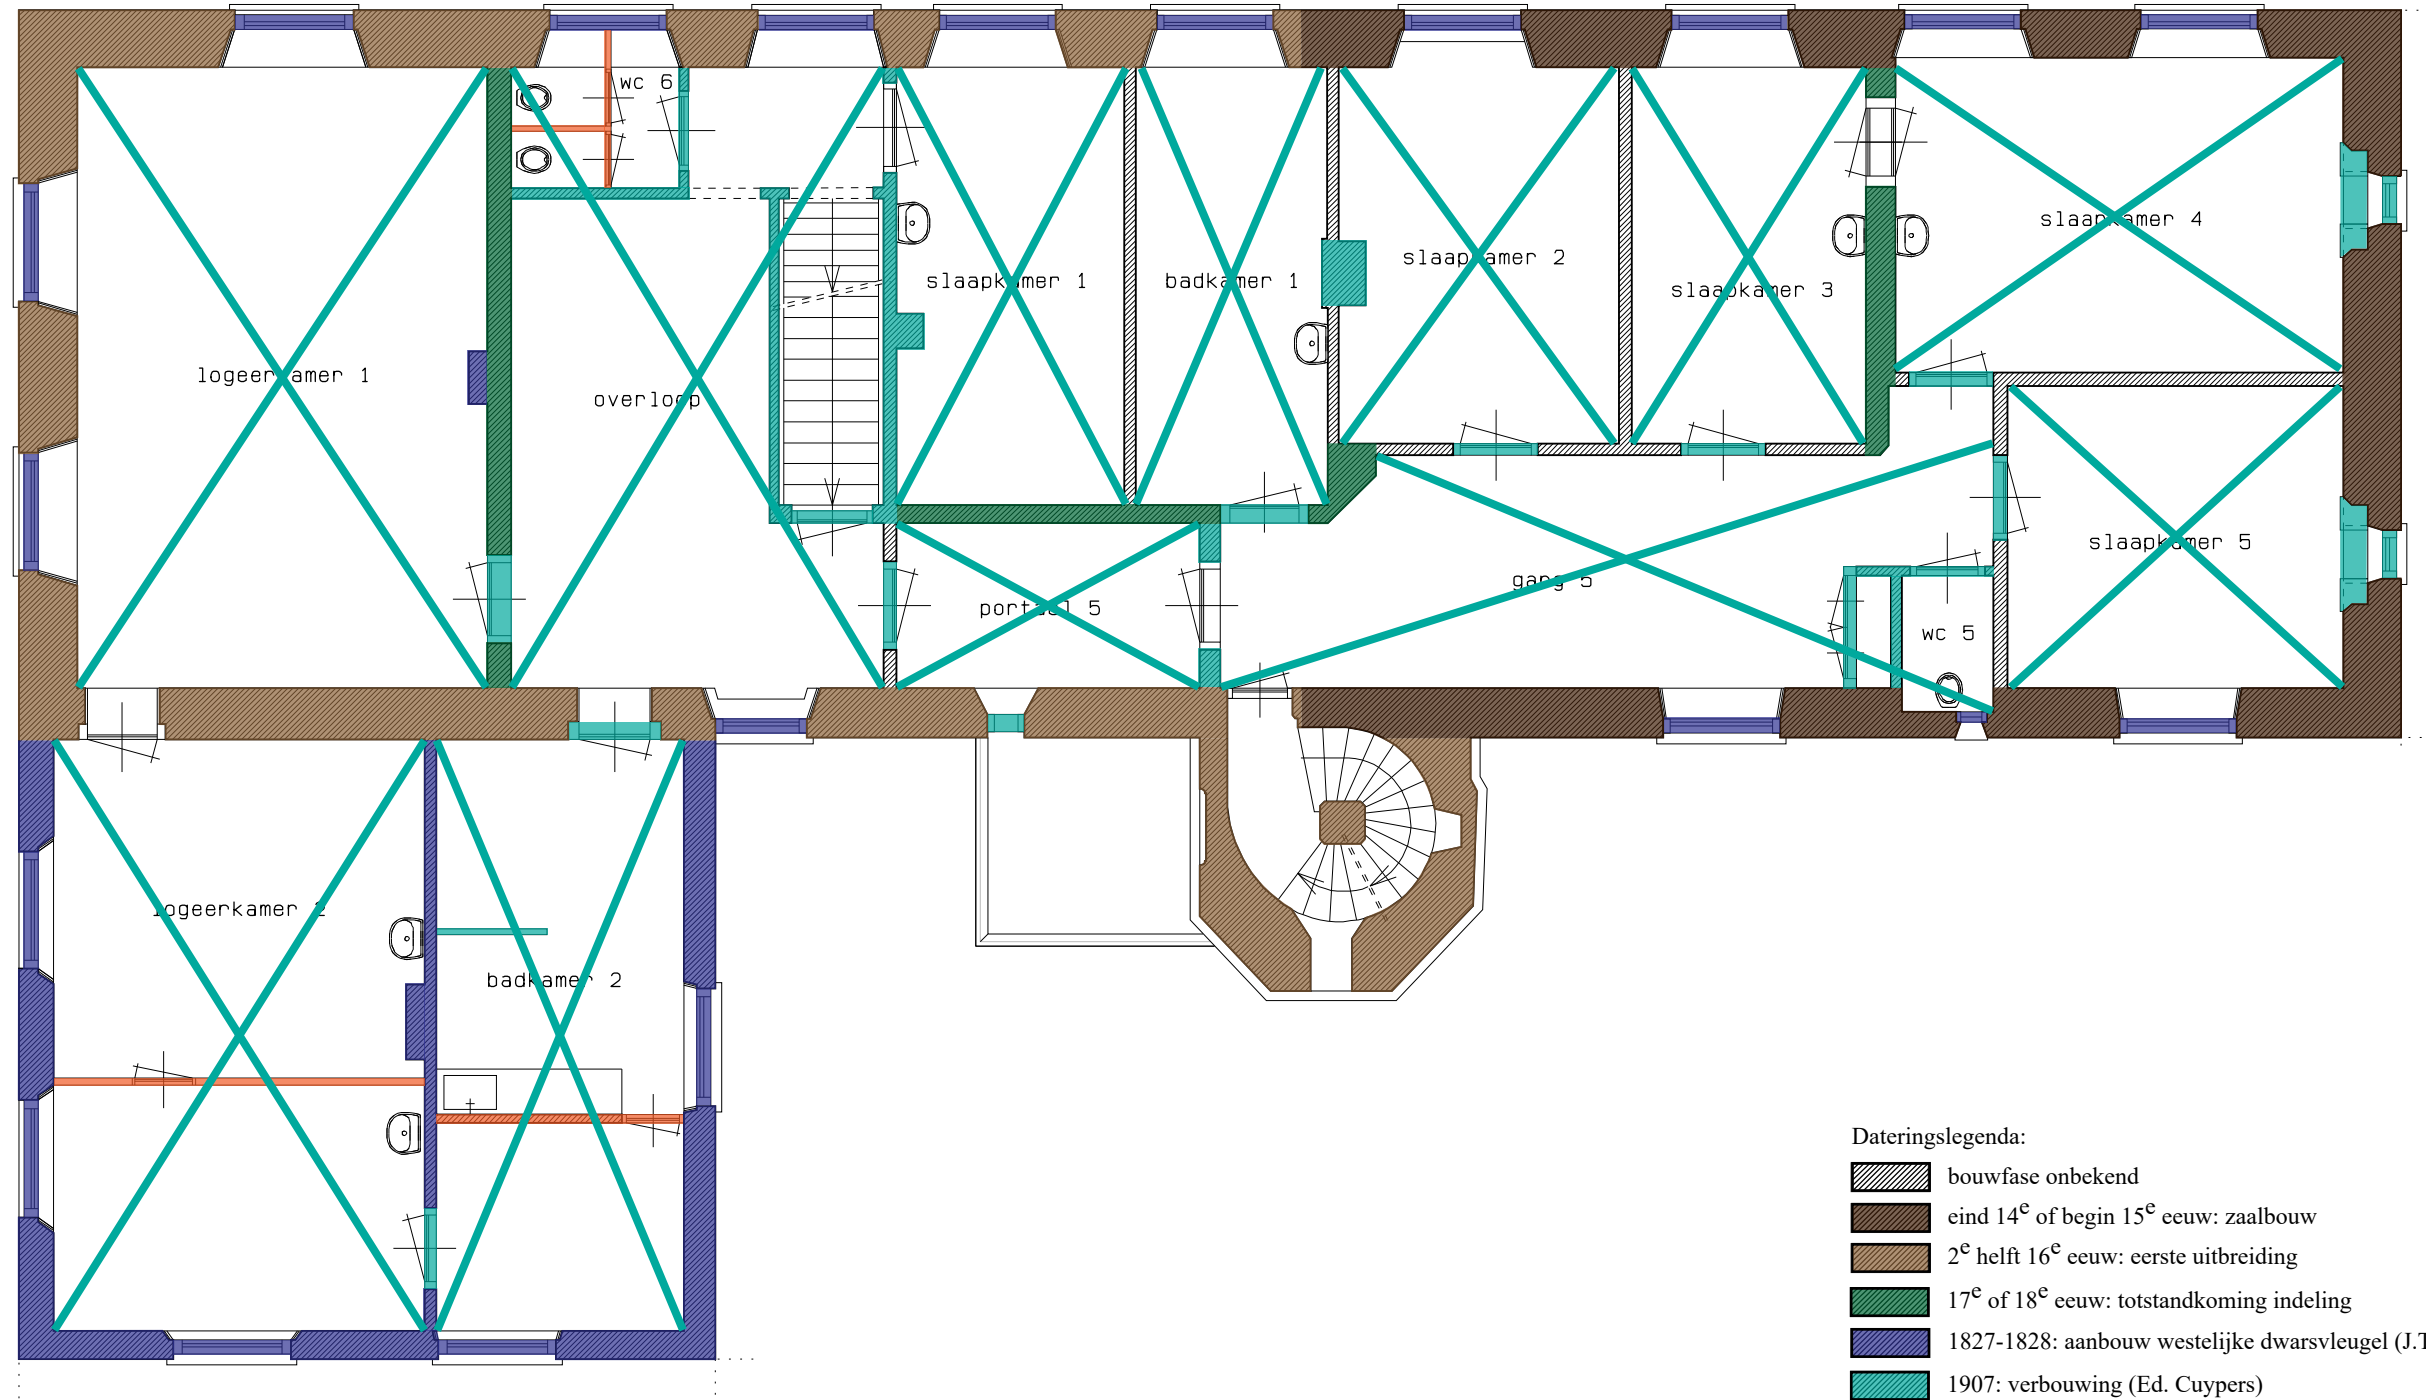 wc 6
slaapkamer 4
slaapkamer 2
slaapkamer 1
badkamer 1
slaapkamer 3
logeerkamer 1
overloop
slaapkamer 5
gang 5
portaal 5
wc 5
logeerkamer 2
badkamer 2
Dateringslegenda:
bouwfase onbekend
eind 14e of begin 15e eeuw: zaalbouw
2e helft 16e eeuw: eerste uitbreiding
17e of 18e eeuw: totstandkoming indeling
1827-1828: aanbouw westelijke dwarsvleugel (J.T
1907: verbouwing (Ed. Cuypers)